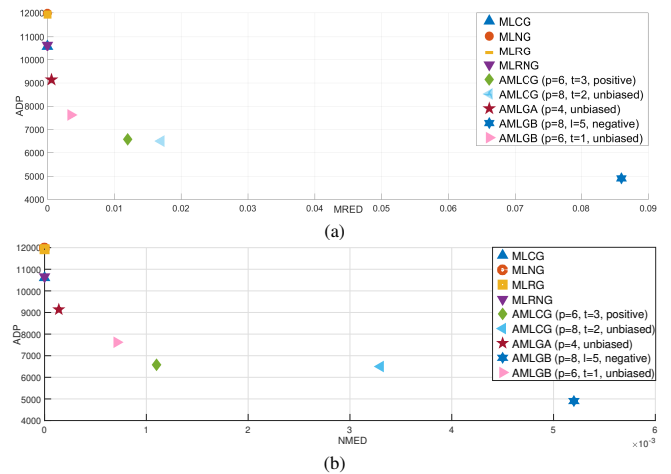 12000
11000
10000
9000
8000
7000
6000
5000
4000
ADP
0
0.01
0.02
0.03
0.04
0.05
0.06
0.07
0.08
0.09
MRED
MLCG
MLNG
MLRG
MLRNG
AMLCG (p=6, t=3, positive)
AMLCG (p=8, t=2, unbiased)
AMLGA (p=4, unbiased)
AMLGB (p=8, l=5, negative)
AMLGB (p=6, t=1, unbiased)
(a)
12000
11000
10000
9000
8000
7000
6000
5000
4000
ADP
0
1
2
3
4
5
6
×10⁻³
NMED
MLCG
MLNG
MLRG
MLRNG
AMLCG (p=6, t=3, positive)
AMLCG (p=8, t=2, unbiased)
AMLGA (p=4, unbiased)
AMLGB (p=8, l=5, negative)
AMLGB (p=6, t=1, unbiased)
(b)